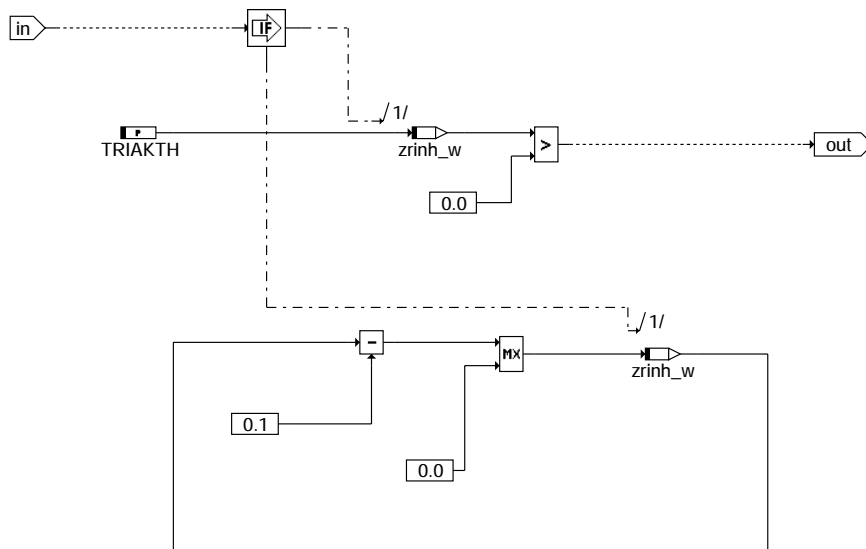 in
IF
/1/
P
TRIAKTH
zrinh_w
>
out
0.0
/1/
-
MX
zrinh_w
0.1
0.0